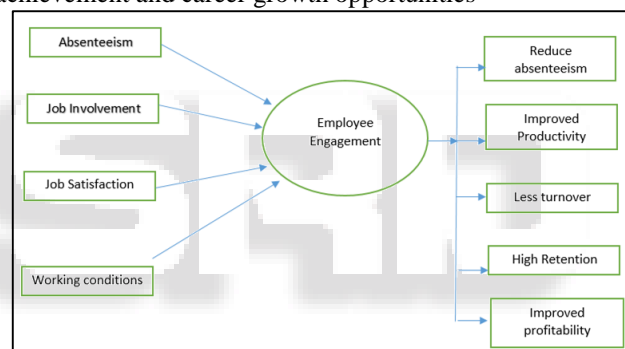 achievement and career growth opportunities
Absenteeism
Job Involvement
Job Satisfaction
Working conditions
Employee
Engagement
Reduce
absenteeism
Improved
Productivity
Less turnover
High Retention
Improved
profitability